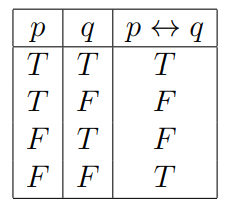 p q p ↔ q
T T T
T F F
F T F
F F T